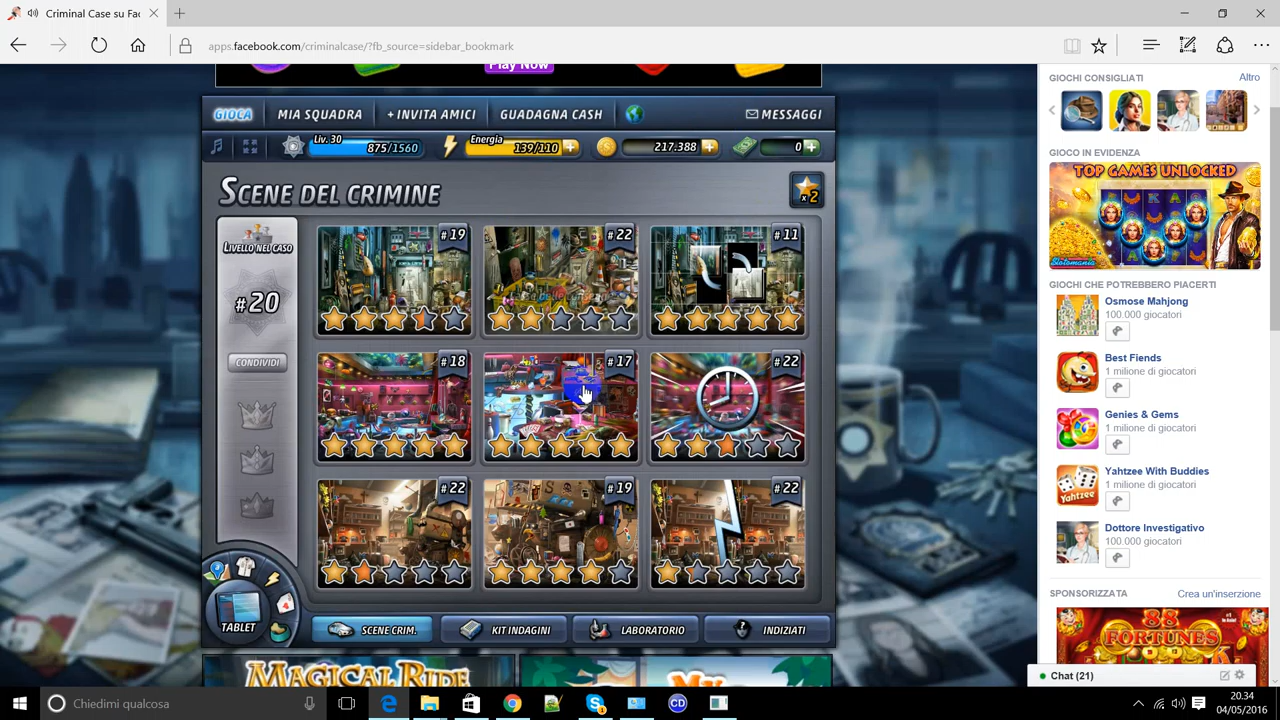 Criminal Case su Fac
apps.facebook.com/criminalcase/?fb_source=sidebar_bookmark
Play Now
GIOCA
MIA SQUADRA
+ INVITA AMICI
GUADAGNA CASH
MESSAGGI
Liv. 30
875/1560
Energia
139/110
217.388
0
SCENE DEL CRIMINE
x2
LIVELLO NEL CASO
#20
CONDIVIDI
#19
#22
#11
#18
#17
#22
#22
#19
#22
TABLET
SCENE CRIM.
KIT INDAGINI
LABORATORIO
INDIZIATI
MAGICAL RIDE
GIOCHI CONSIGLIATI
Altro
GIOCO IN EVIDENZA
TOP GAMES UNLOCKED
Slotomania
GIOCHI CHE POTREBBERO PIACERTI
Osmose Mahjong
100.000 giocatori
Best Fiends
1 milione di giocatori
Genies & Gems
1 milione di giocatori
Yahtzee With Buddies
Yahtzee
1 milione di giocatori
Dottore Investigativo
100.000 giocatori
SPONSORIZZATA
Crea un'inserzione
88
FORTUNES
Chat (21)
Chiedimi qualcosa
CD
20.34
04/05/2016